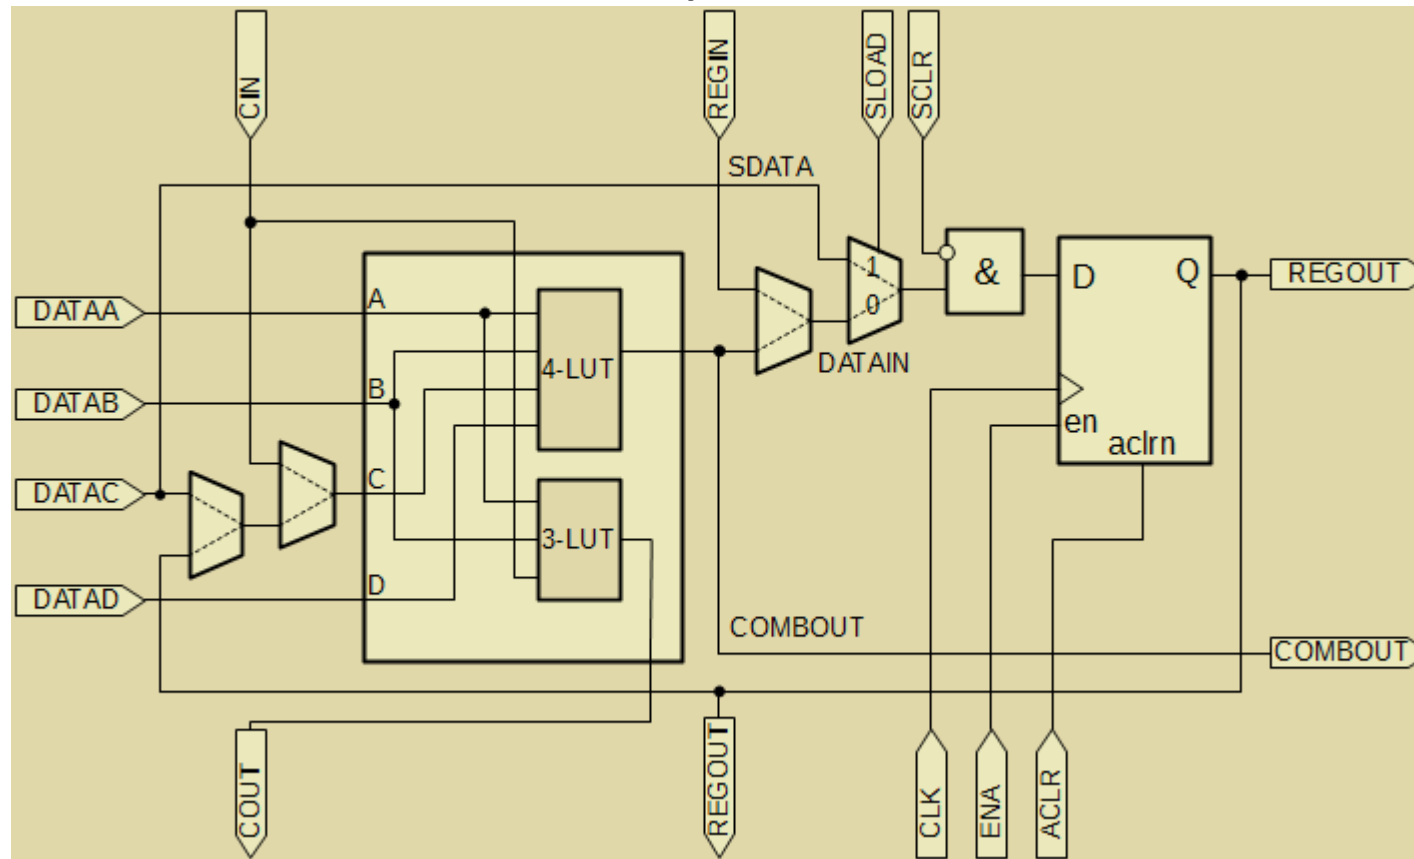 CIN
REGIN
SLOAD
SCLR
SDATA
1
0
&
D
Q
REGOUT
DATAA
A
4-LUT
DATAIN
DATAB
B
en
aclrn
DATAC
C
3-LUT
DATAD
D
COMBOUT
COMBOUT
COUT
REGOUT
CLK
ENA
ACLR